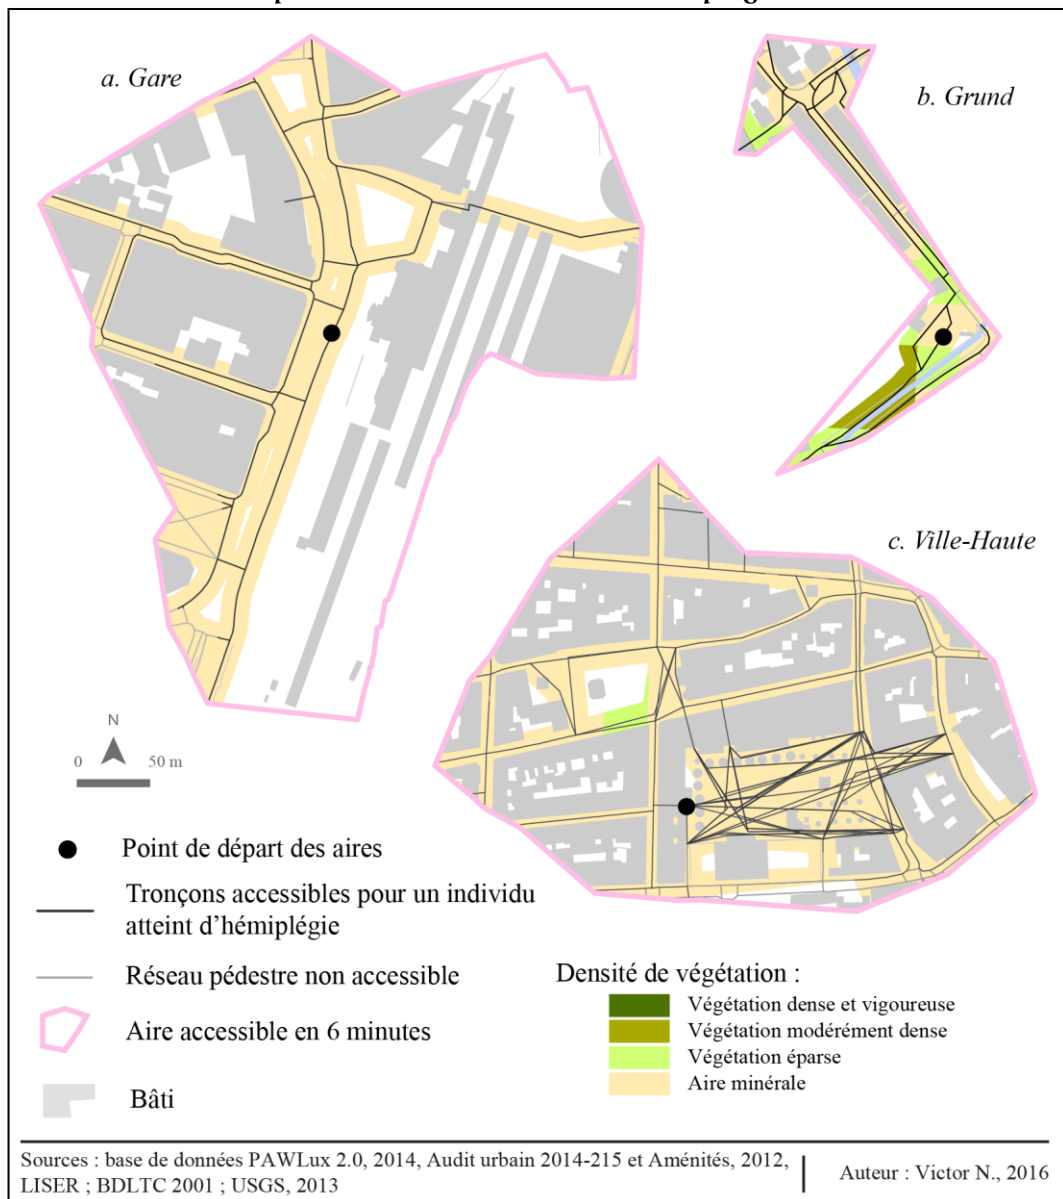 a. Gare
b. Grund
c. Ville-Haute
N
0 50 m
Point de départ des aires
Tronçons accessibles pour un individu
atteint d'hémiplégie
Réseau pédestre non accessible
Aire accessible en 6 minutes
Bâti
Densité de végétation :
Végétation dense et vigoureuse
Végétation modérément dense
Végétation éparse
Aire minérale
Sources : base de données PAWLux 2.0, 2014, Audit urbain 2014-215 et Aménités, 2012,
LISER ; BDLTC 2001 ; USGS, 2013
Auteur : Victor N., 2016